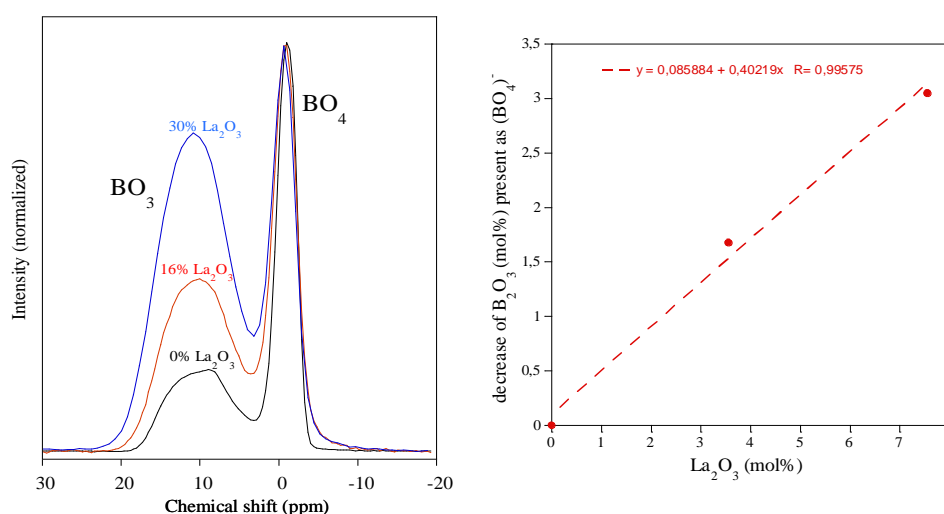 BO₃
BO₄
30% La₂O₃
16% La₂O₃
0% La₂O₃
Intensity (normalized)
30 20 10 0 -10 -20
Chemical shift (ppm)
3,5
3
2,5
2
1,5
1
0,5
0
y = 0,085884 + 0,40219x R= 0,99575
decrease of B₂O₃ (mol%) present as (BO₄)⁻
0 1 2 3 4 5 6 7
La₂O₃ (mol%)